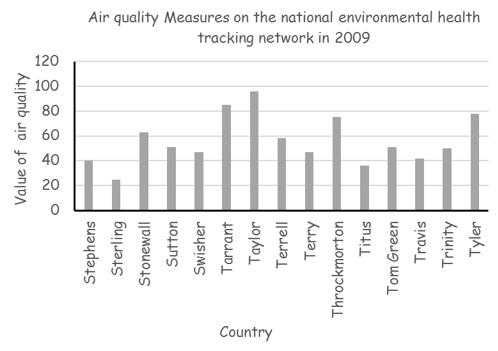 Air quality Measures on the national environmental health
tracking network in 2009
Value of air quality
120
100
80
60
40
20
0
Stephens
Sterling
Stonewall
Sutton
Swisher
Tarrant
Taylor
Terrell
Terry
Throckmorton
Titus
Tom Green
Travis
Trinity
Tyler
Country